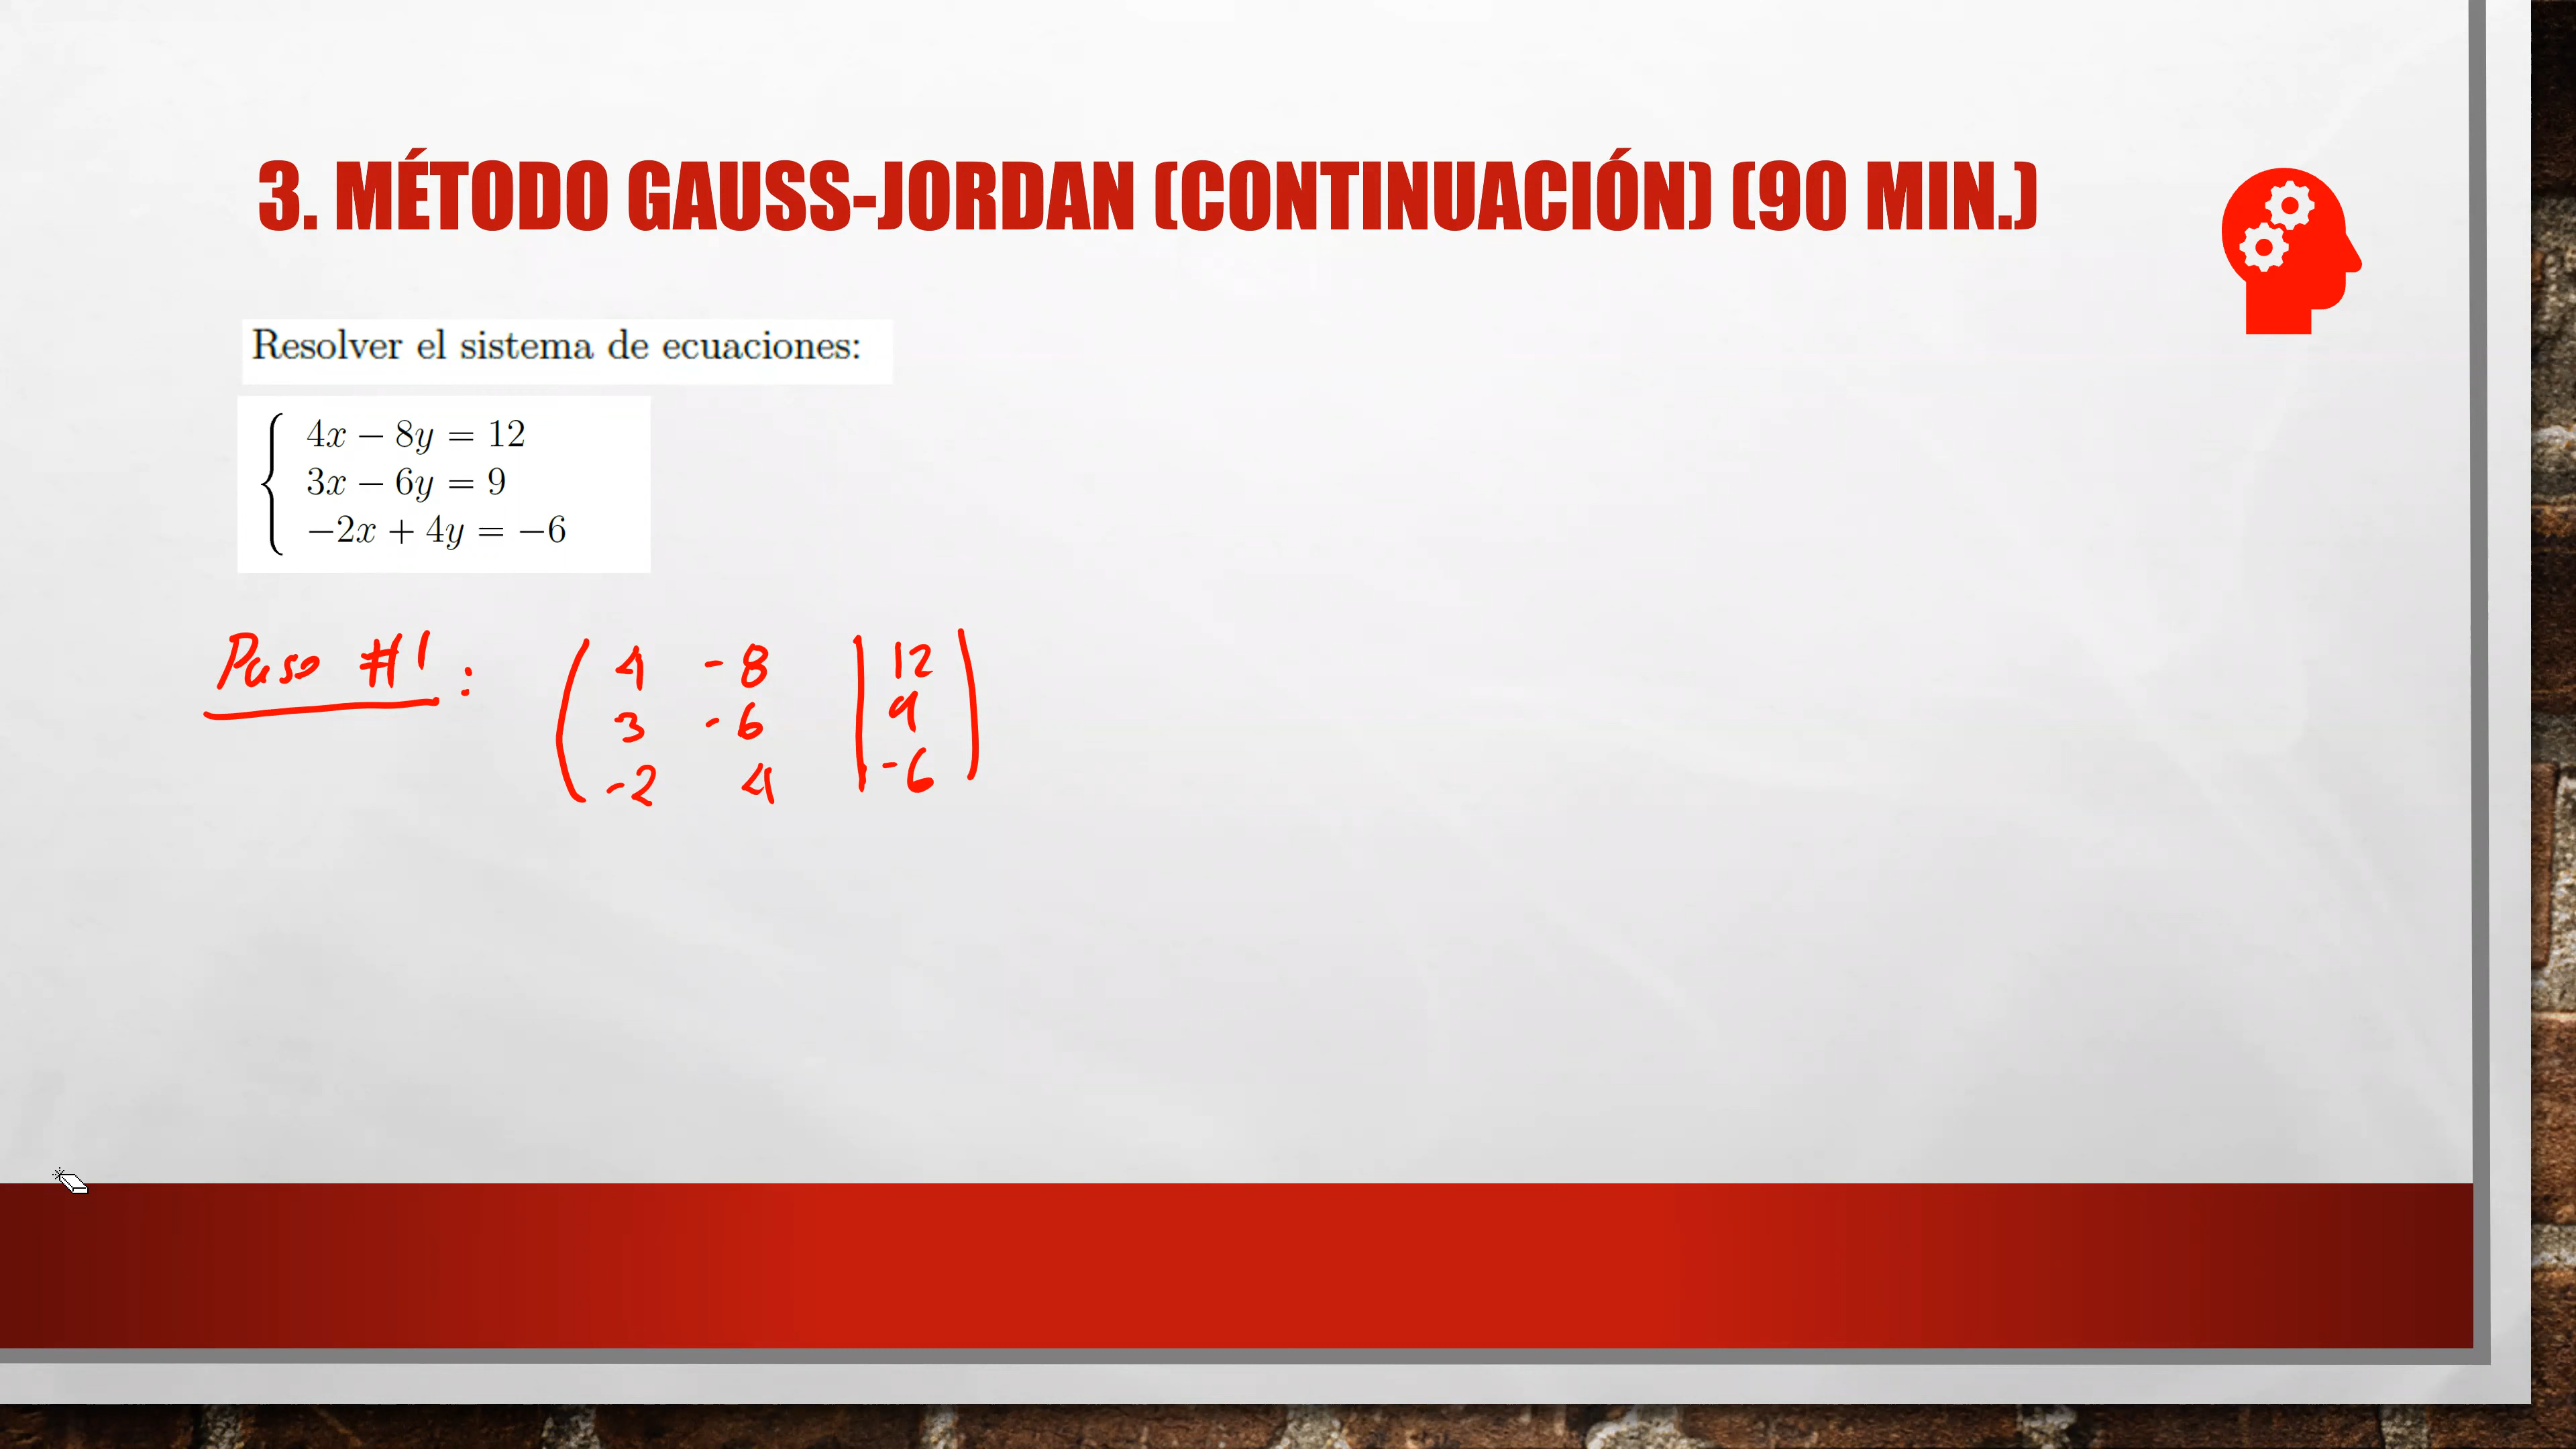 3. MÉTODO GAUSS-JORDAN (CONTINUACIÓN) (90 MIN.)
Resolver el sistema de ecuaciones:
4x − 8y = 12
3x − 6y = 9
−2x + 4y = −6
Paso #1:
4 -8 | 12
3 -6 | 9
-2 4 | -6